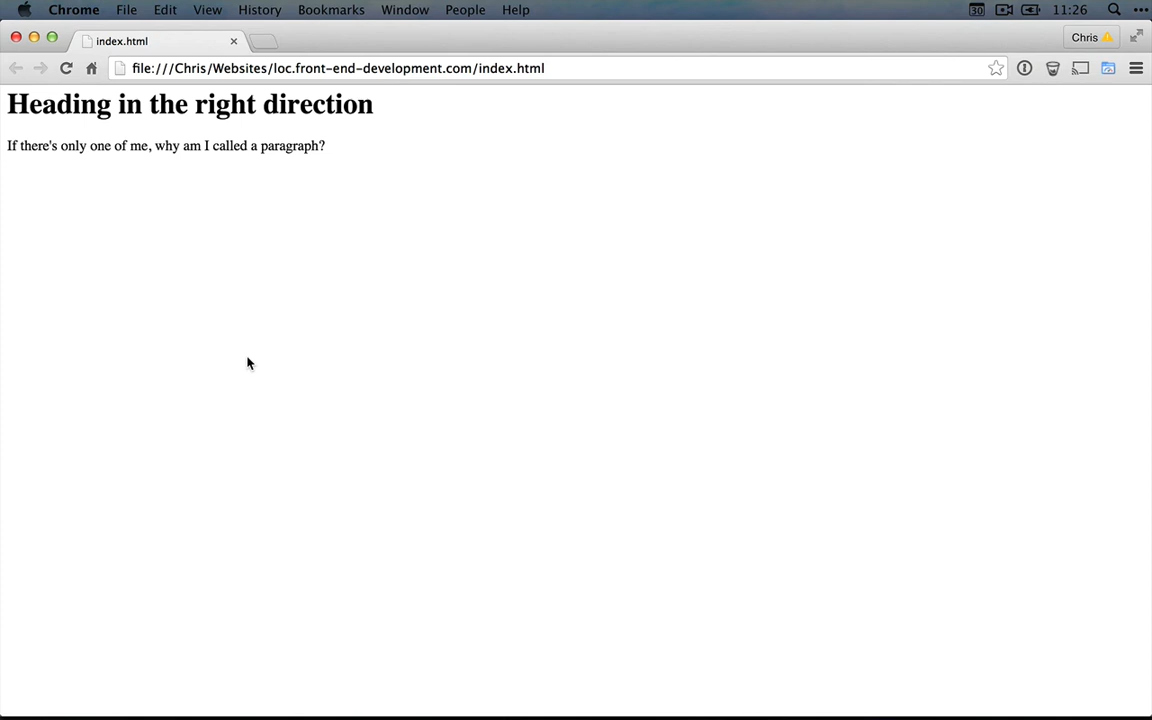 Chrome File Edit View History Bookmarks Window People Help 30 11:26
index.html Chris
file:///Chris/Websites/loc.front-end-development.com/index.html
Heading in the right direction
If there's only one of me, why am I called a paragraph?